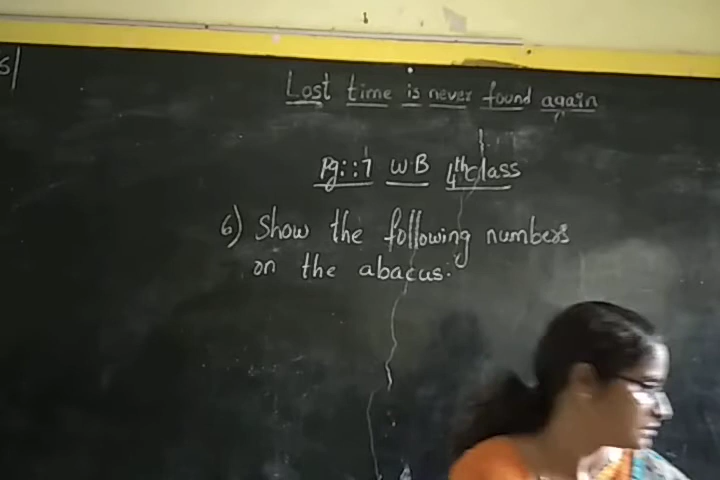 Lost time is never found again
Pg::7 W.B 4th class
6) Show the following numbers
on the abacus: